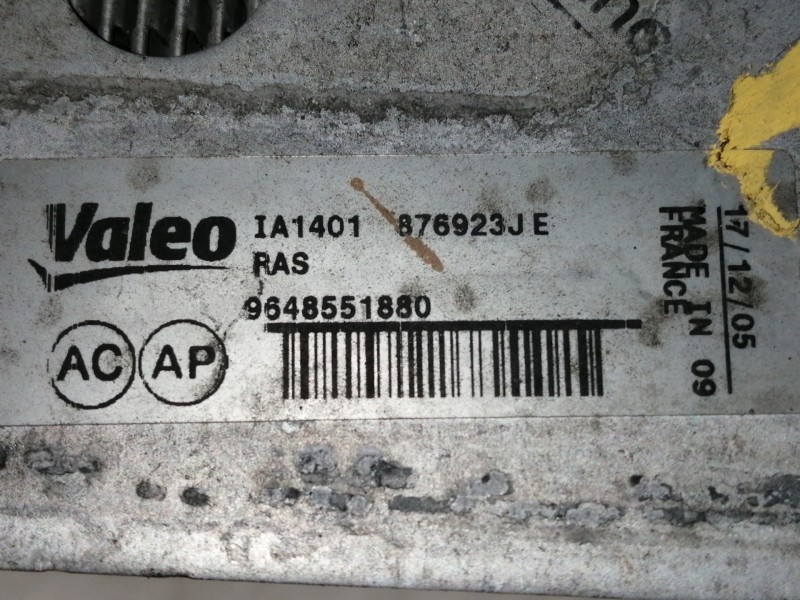 Valeo
IA1401 876923J E
RAS
9648551880
AC AP
17/12/05
MADE IN 09
FRANCE